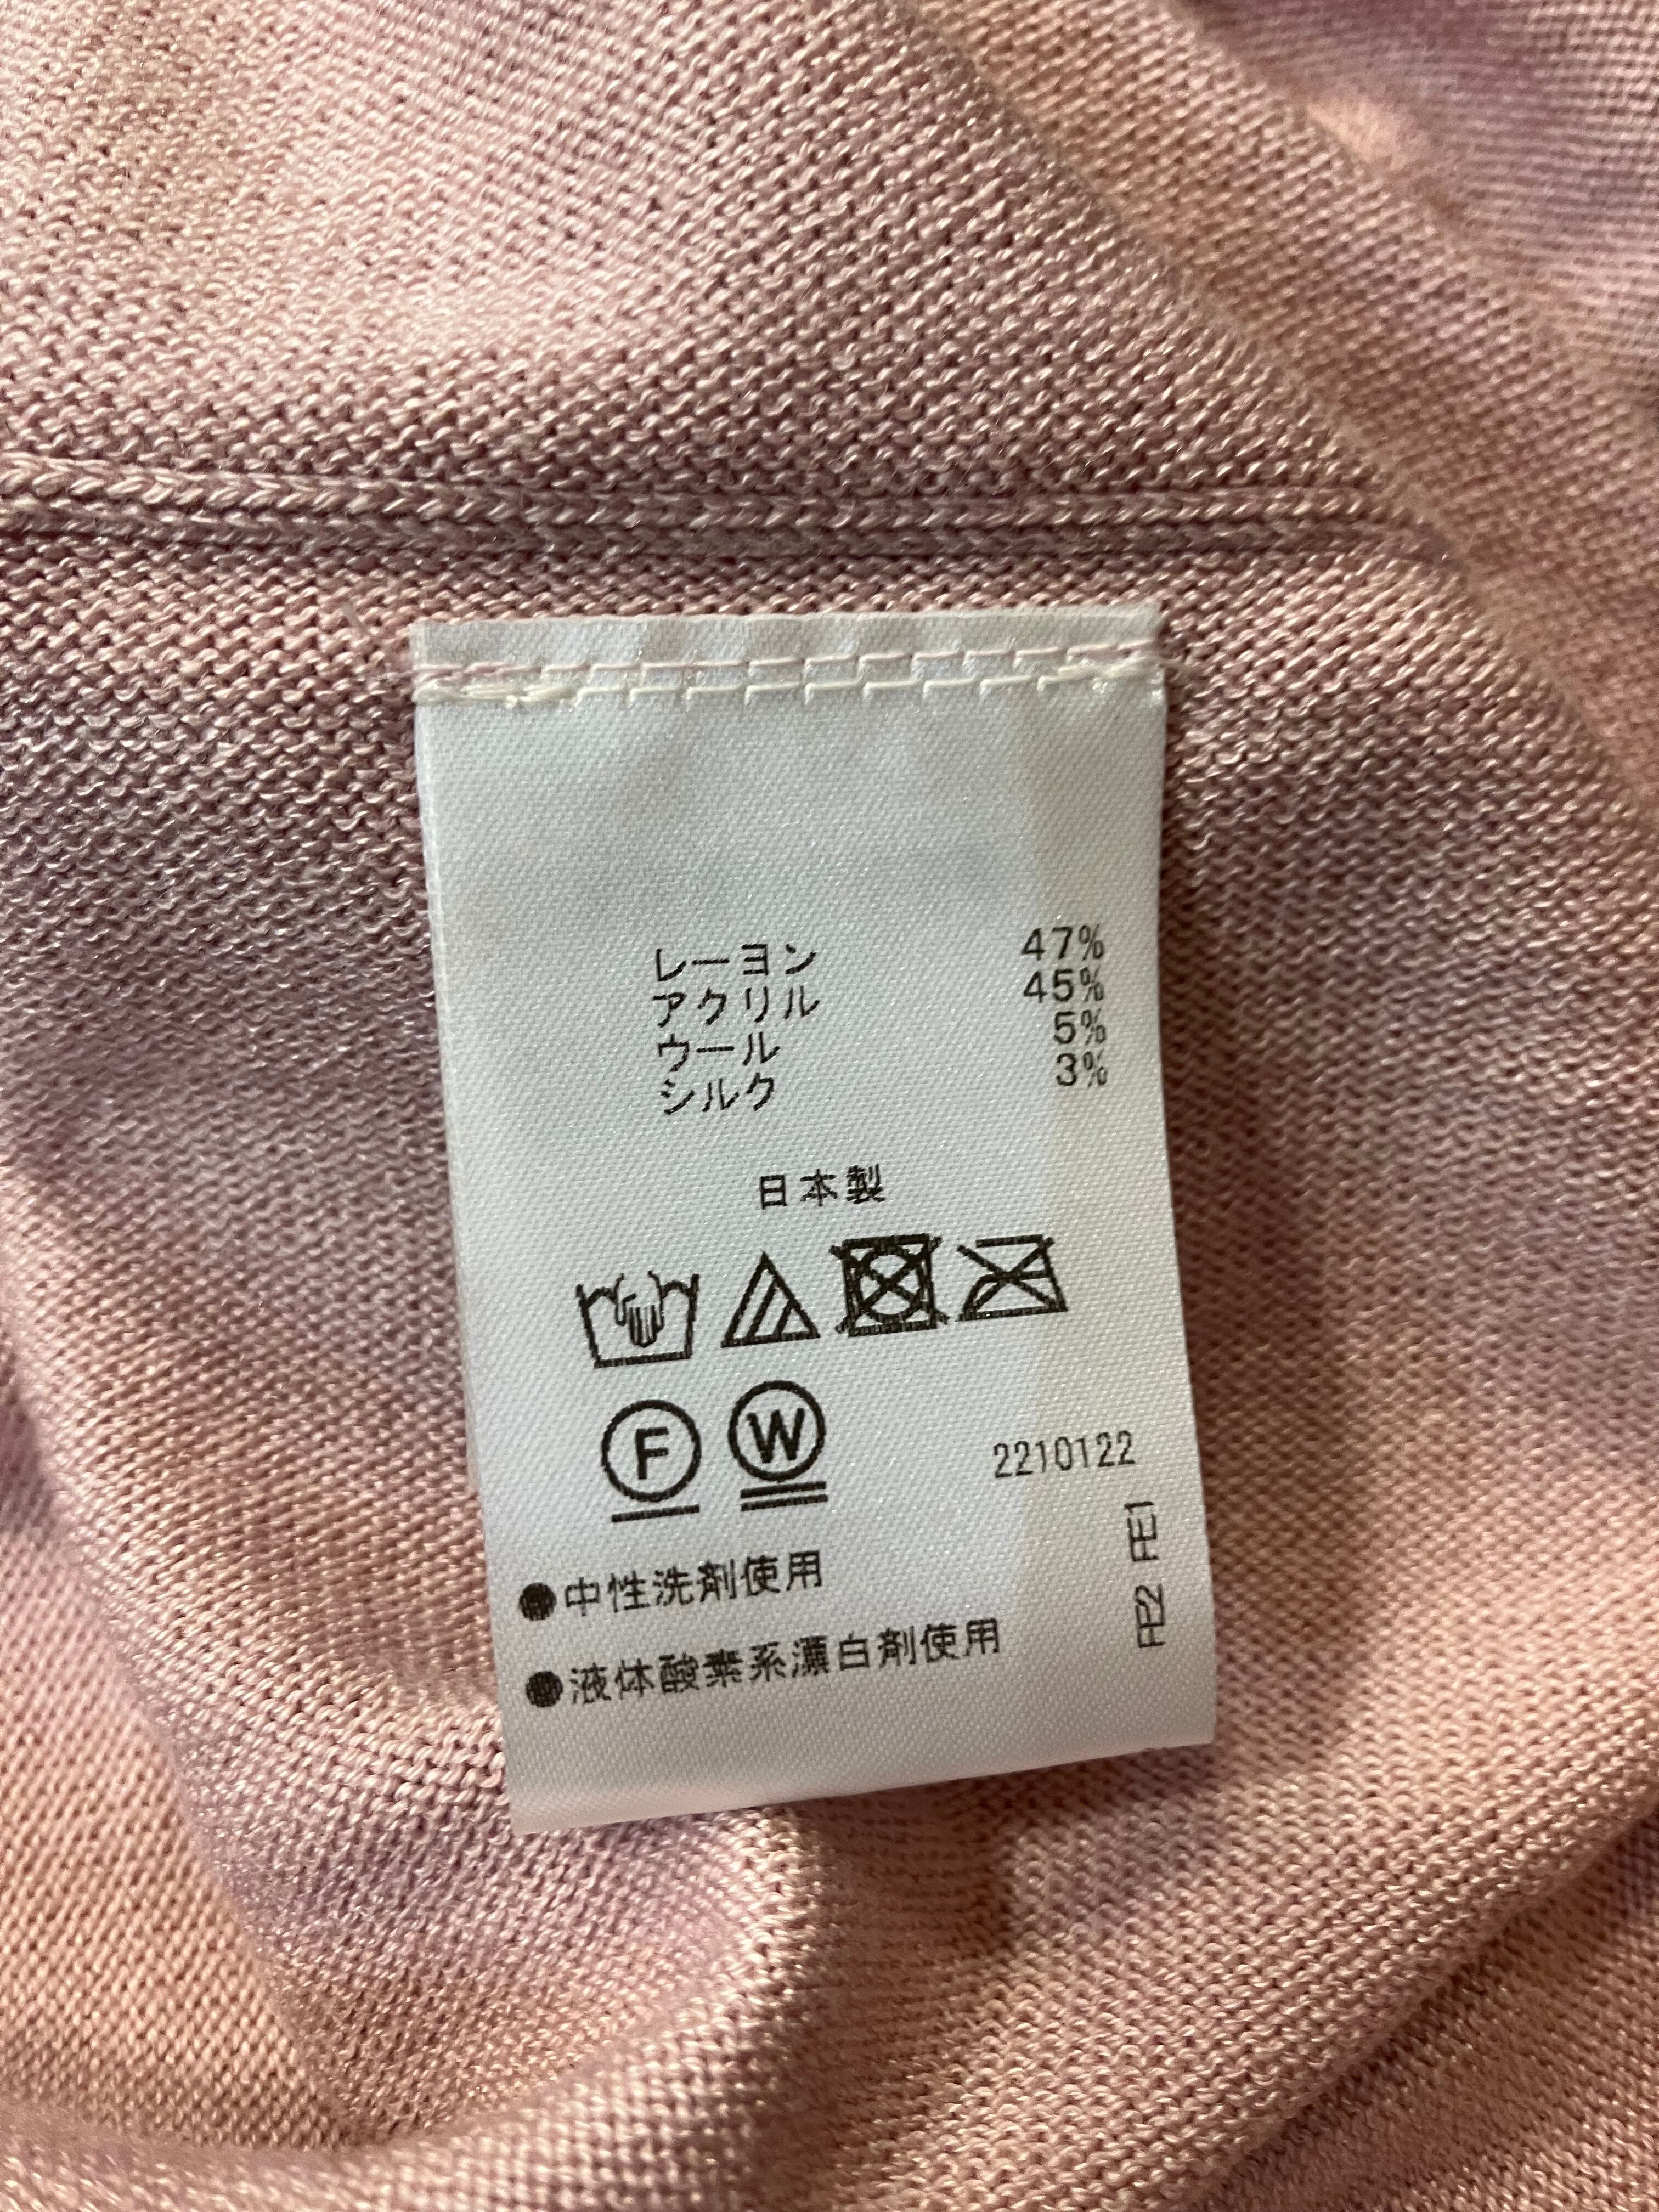 レーヨン 47%
アクリル 45%
ウール 5%
シルク 3%
日本製
F W
2210122
FE2 FE1
●中性洗剤使用
●液体酸素系漂白剤使用